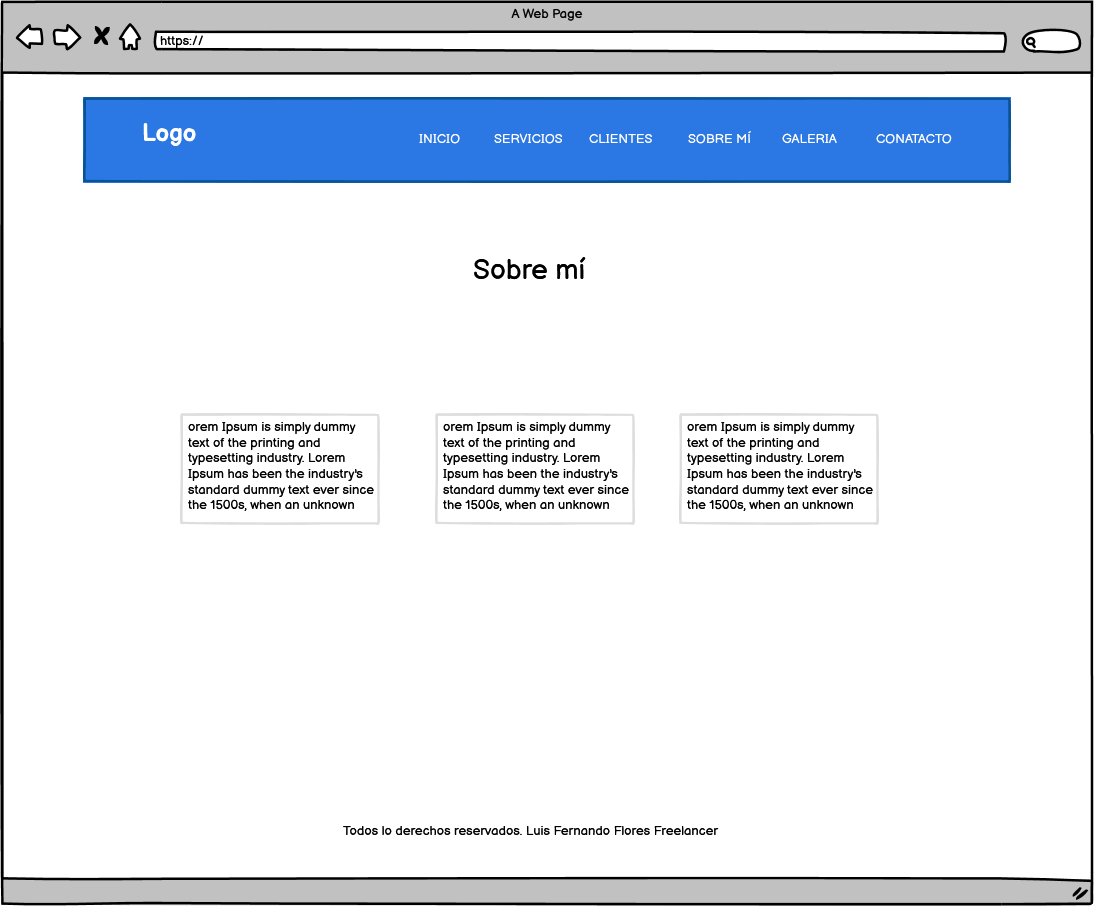 A Web Page
https://
Logo
INICIO SERVICIOS CLIENTES SOBRE MÍ GALERIA CONATACTO
Sobre mí
orem Ipsum is simply dummy
text of the printing and
typesetting industry. Lorem
Ipsum has been the industry's
standard dummy text ever since
the 1500s, when an unknown
orem Ipsum is simply dummy
text of the printing and
typesetting industry. Lorem
Ipsum has been the industry's
standard dummy text ever since
the 1500s, when an unknown
orem Ipsum is simply dummy
text of the printing and
typesetting industry. Lorem
Ipsum has been the industry's
standard dummy text ever since
the 1500s, when an unknown
Todos lo derechos reservados. Luis Fernando Flores Freelancer